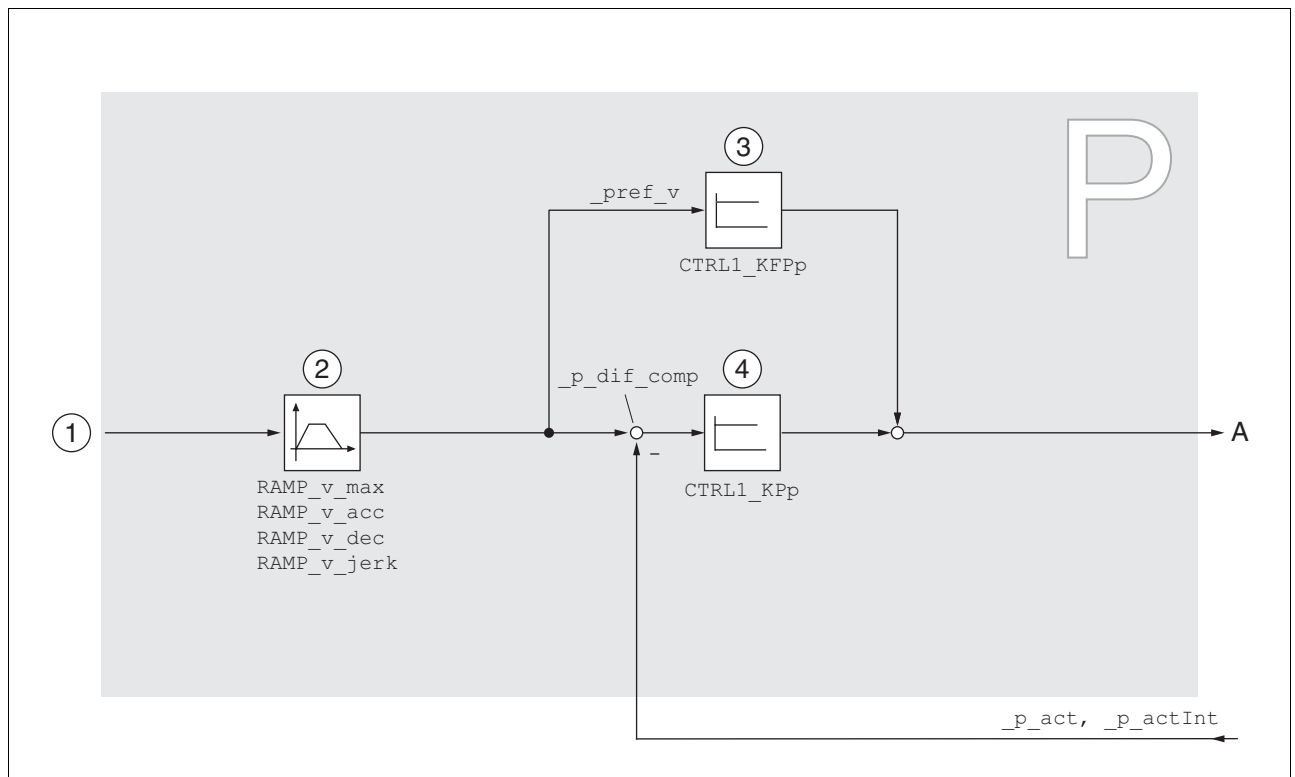 P
3
_pref_v
CTRL1_KFPp
2
_p_dif_comp
4
1
A
RAMP_v_max
RAMP_v_acc
RAMP_v_dec
RAMP_v_jerk
–
CTRL1_KPp
_p_act, _p_actInt